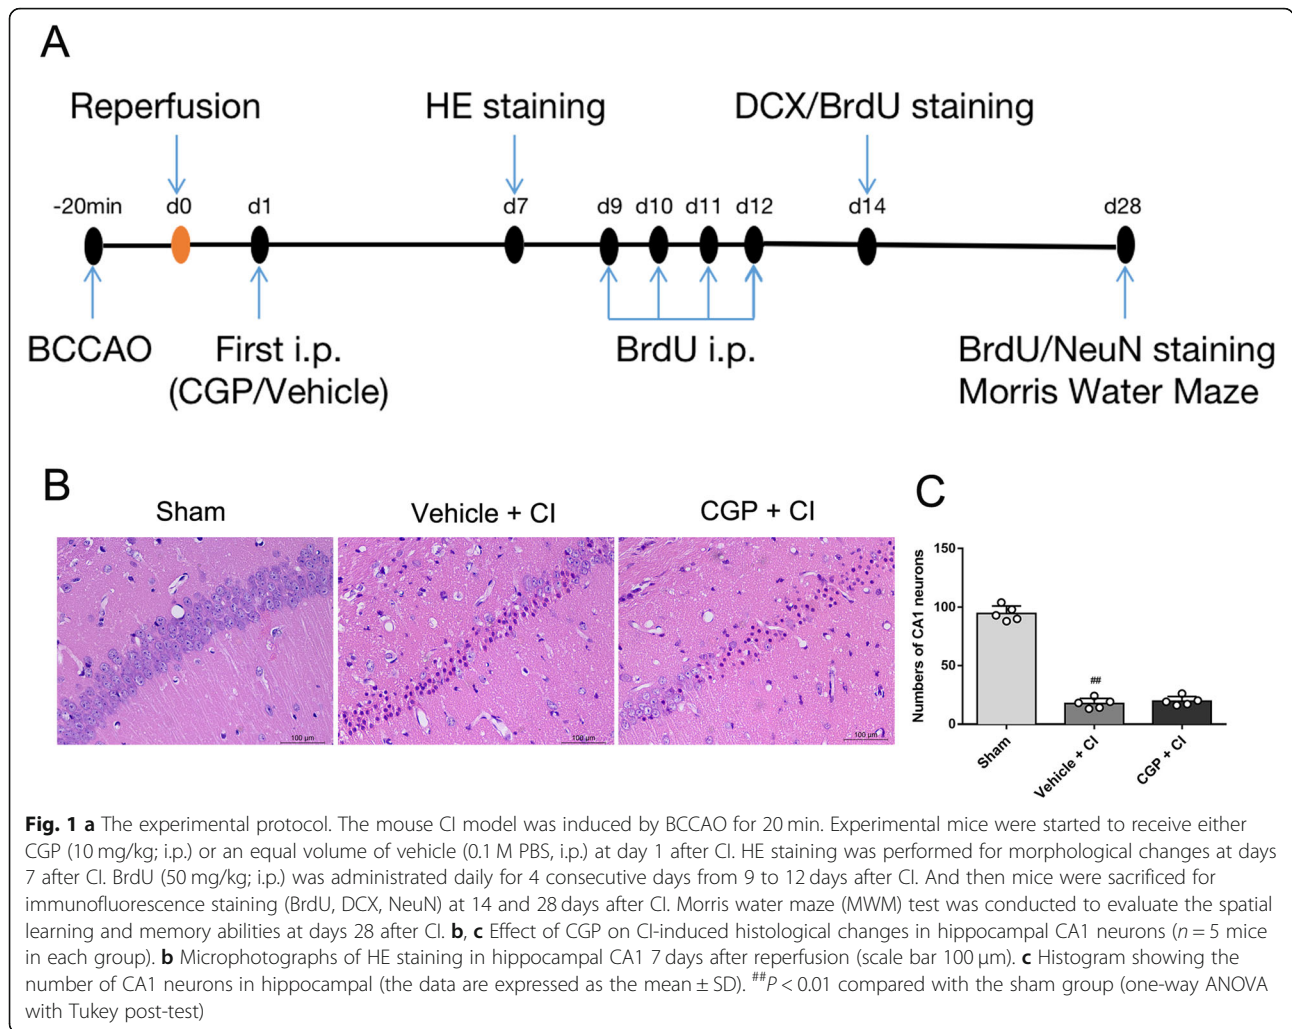 A
Reperfusion HE staining DCX/BrdU staining
-20min d0 d1 d7 d9 d10 d11 d12 d14 d28
BCCAO First i.p. BrdU i.p. BrdU/NeuN staining
(CGP/Vehicle) Morris Water Maze
B
Sham Vehicle + CI CGP + CI
100 µm 100 µm 100 µm
C
Numbers of CA1 neurons
150
100
50
0
##
Sham Vehicle + CI CGP + CI
Fig. 1 a The experimental protocol. The mouse CI model was induced by BCCAO for 20 min. Experimental mice were started to receive either
CGP (10 mg/kg; i.p.) or an equal volume of vehicle (0.1 M PBS, i.p.) at day 1 after CI. HE staining was performed for morphological changes at days
7 after CI. BrdU (50 mg/kg; i.p.) was administrated daily for 4 consecutive days from 9 to 12 days after CI. And then mice were sacrificed for
immunofluorescence staining (BrdU, DCX, NeuN) at 14 and 28 days after CI. Morris water maze (MWM) test was conducted to evaluate the spatial
learning and memory abilities at days 28 after CI. b, c Effect of CGP on CI-induced histological changes in hippocampal CA1 neurons (n = 5 mice
in each group). b Microphotographs of HE staining in hippocampal CA1 7 days after reperfusion (scale bar 100 µm). c Histogram showing the
number of CA1 neurons in hippocampal (the data are expressed as the mean ± SD). ##P < 0.01 compared with the sham group (one-way ANOVA
with Tukey post-test)